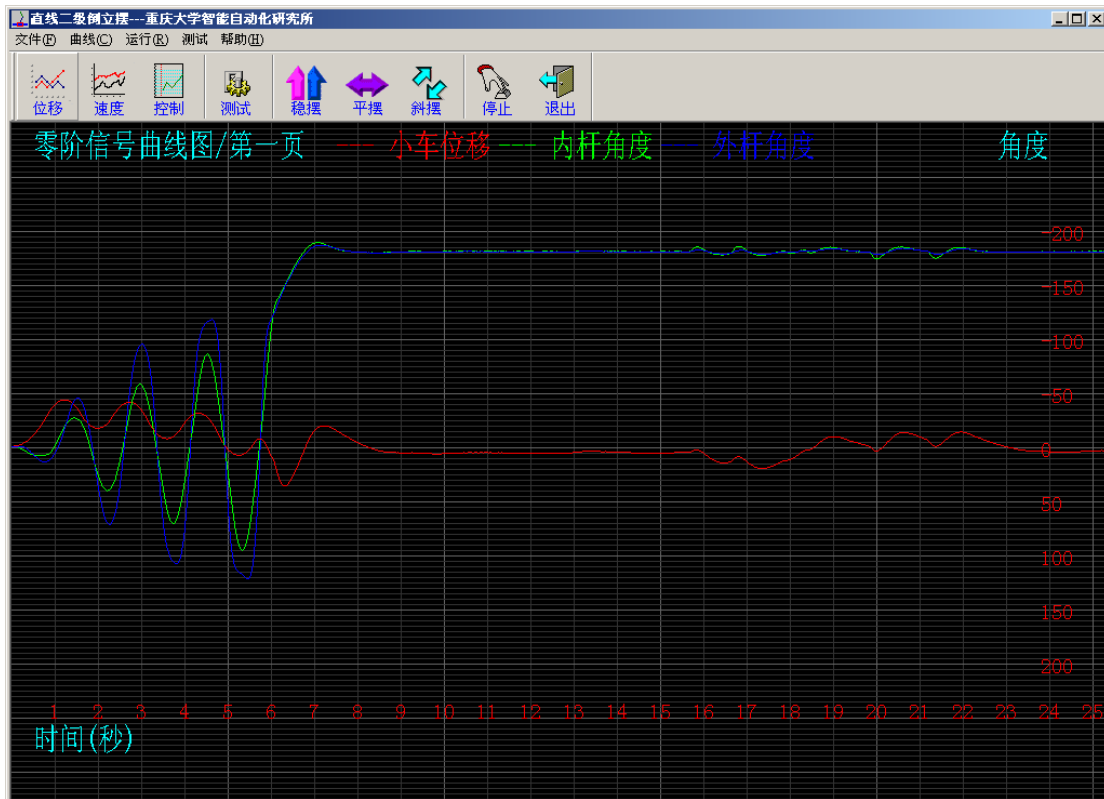 直线二级倒立摆---重庆大学智能自动化研究所
文件(F) 曲线(C) 运行(R) 测试 帮助(H)
位移 速度 控制 测试 稳摆 平摆 斜摆 停止 退出
零阶信号曲线图/第一页 --- 小车位移 --- 内杆角度 --- 外杆角度 角度
-200
-150
-100
-50
0
50
100
150
200
1 2 3 4 5 6 7 8 9 10 11 12 13 14 15 16 17 18 19 20 21 22 23 24 25
时间(秒)